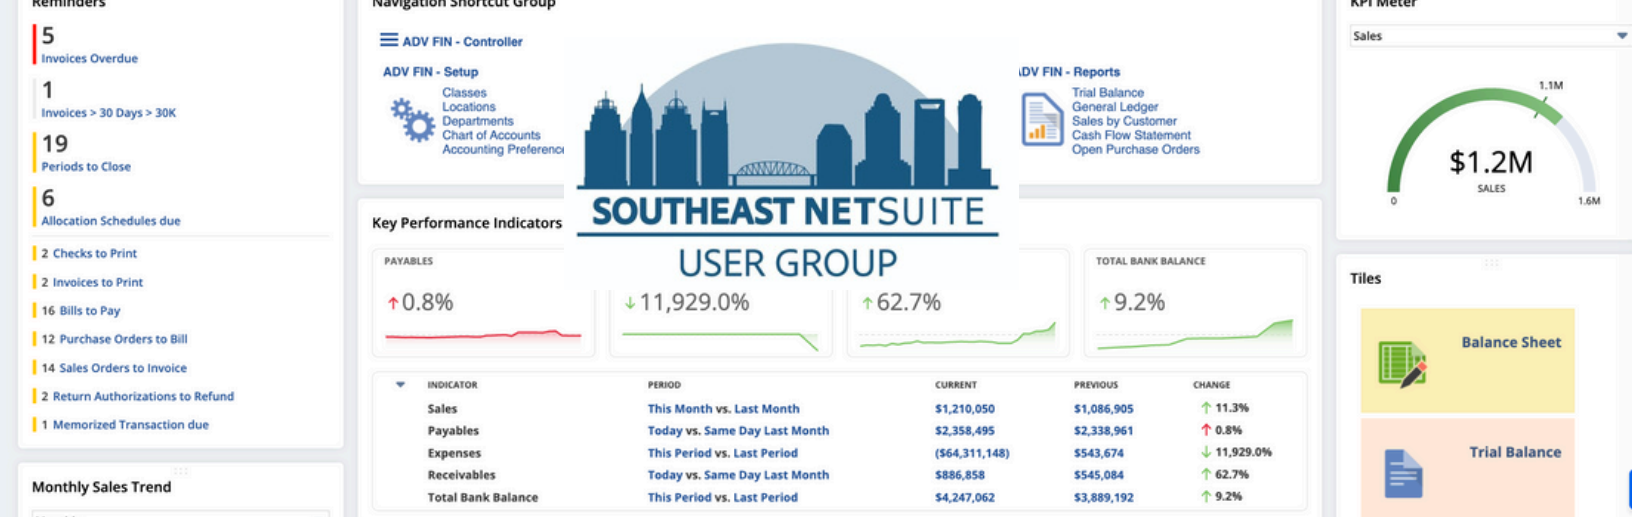 Reminders
5
Invoices Overdue
1
Invoices > 30 Days > 30K
19
Periods to Close
6
Allocation Schedules due
2 Checks to Print
2 Invoices to Print
16 Bills to Pay
12 Purchase Orders to Bill
14 Sales Orders to Invoice
2 Return Authorizations to Refund
1 Memorized Transaction due
Monthly Sales Trend
Navigation Shortcut Group
ADV FIN - Controller
ADV FIN - Setup
Classes
Locations
Departments
Chart of Accounts
Accounting Preferenc
ADV FIN - Reports
Trial Balance
General Ledger
Sales by Customer
Cash Flow Statement
Open Purchase Orders
SOUTHEAST NETSUITE
USER GROUP
Key Performance Indicators
PAYABLES
↑0.8%
↓11,929.0%
↑62.7%
TOTAL BANK BALANCE
↑9.2%
INDICATOR PERIOD CURRENT PREVIOUS CHANGE
Sales This Month vs. Last Month $1,210,050 $1,086,905 ↑ 11.3%
Payables Today vs. Same Day Last Month $2,358,495 $2,338,961 ↑ 0.8%
Expenses This Period vs. Last Period ($64,311,148) $543,674 ↓ 11,929.0%
Receivables Today vs. Same Day Last Month $886,858 $545,084 ↑ 62.7%
Total Bank Balance This Period vs. Last Period $4,247,062 $3,889,192 ↑ 9.2%
KPI Meter
Sales
1.1M
$1.2M
SALES
0
1.6M
Tiles
Balance Sheet
Trial Balance